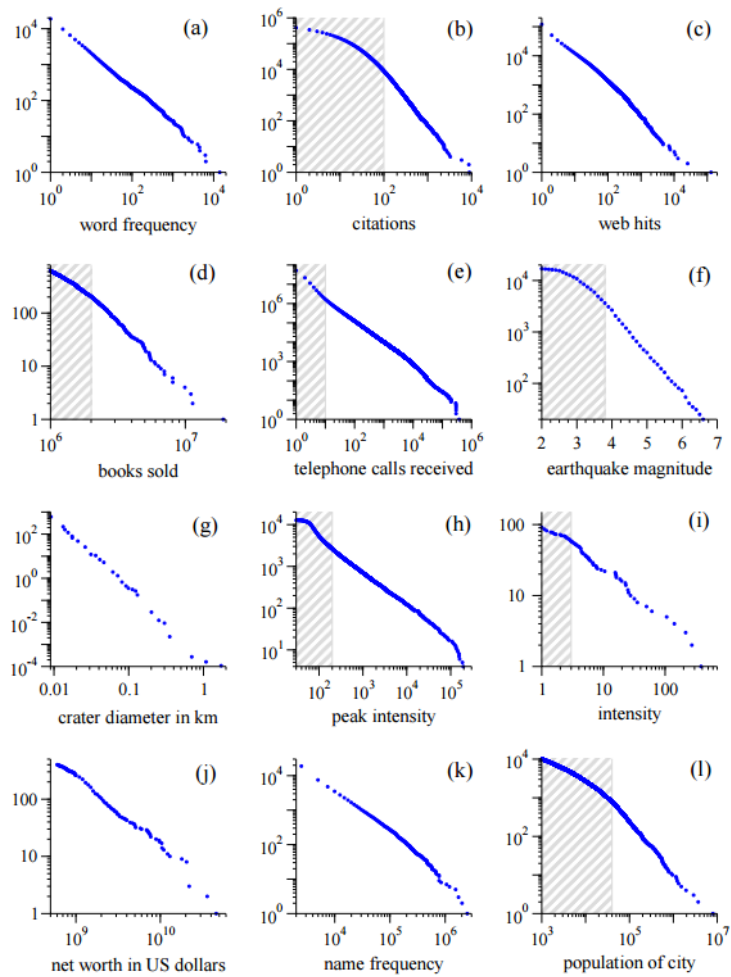 (a) (b) (c)
10^4 10^2 10^0
10^6 10^4 10^2 10^0
10^4 10^2 10^0
10^0 10^2 10^4
10^0 10^2 10^4
10^0 10^2 10^4
word frequency citations web hits
(d) (e) (f)
100 10 1
10^6 10^3 10^0
10^4 10^3 10^2
10^6 10^7
10^0 10^2 10^4 10^6
2 3 4 5 6 7
books sold telephone calls received earthquake magnitude
(g) (h) (i)
10^2 10^0 10^-2 10^-4
10^4 10^3 10^2 10^1
100 10 1
0.01 0.1 1
10^2 10^3 10^4 10^5
1 10 100
crater diameter in km peak intensity intensity
(j) (k) (l)
100 10 1
10^4 10^2 10^0
10^4 10^2 10^0
10^9 10^10
10^4 10^5 10^6
10^3 10^5 10^7
net worth in US dollars name frequency population of city